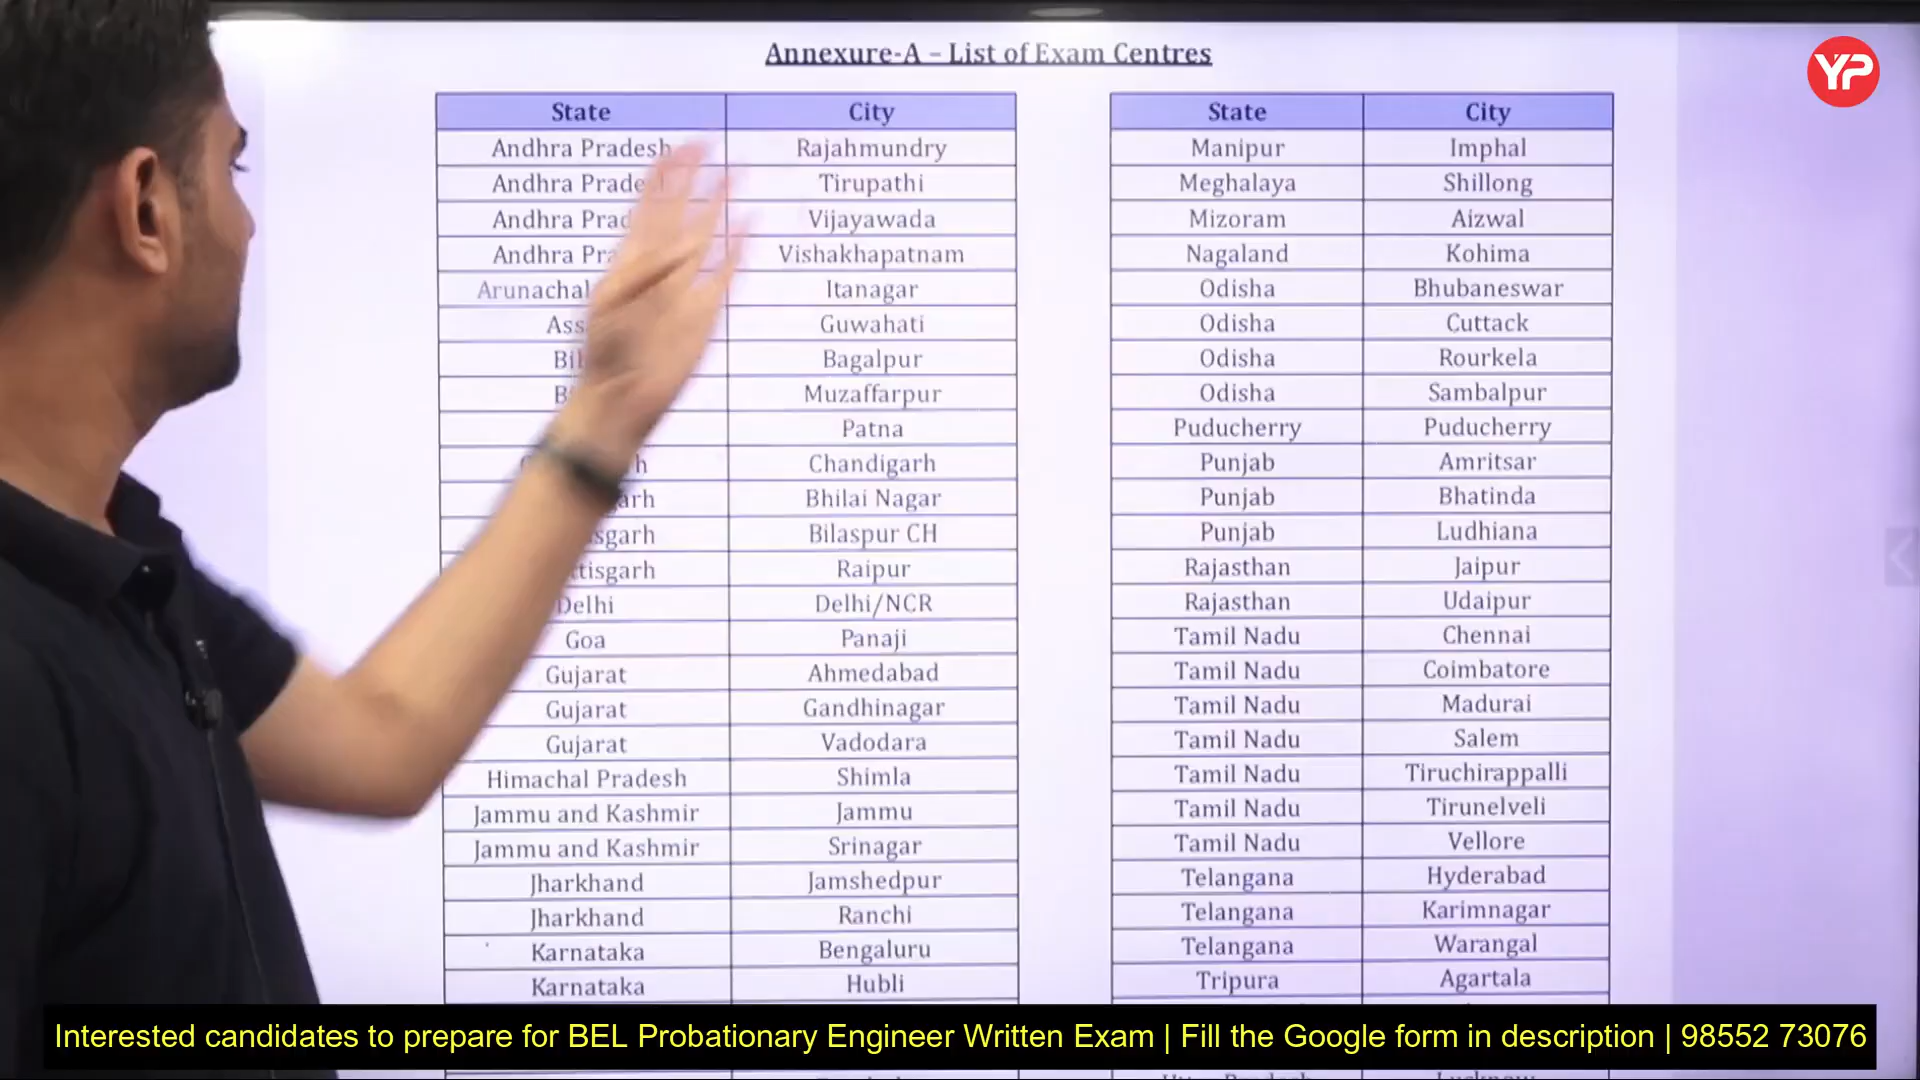 Annexure-A – List of Exam Centres
YP
State City
Andhra Pradesh Rajahmundry
Andhra Tirupathi
Andhra Vijayawada
Andhra Vishakhapatnam
Arunachal Itanagar
Guwahati
Bagalpur
Muzaffarpur
Patna
Chandigarh
Bhilai Nagar
Bilaspur CH
Raipur
Delhi Delhi/NCR
Goa Panaji
Gujarat Ahmedabad
Gujarat Gandhinagar
Gujarat Vadodara
Himachal Pradesh Shimla
Jammu and Kashmir Jammu
Jammu and Kashmir Srinagar
Jharkhand Jamshedpur
Jharkhand Ranchi
Karnataka Bengaluru
Karnataka Hubli
State City
Manipur Imphal
Meghalaya Shillong
Mizoram Aizwal
Nagaland Kohima
Odisha Bhubaneswar
Odisha Cuttack
Odisha Rourkela
Odisha Sambalpur
Puducherry Puducherry
Punjab Amritsar
Punjab Bhatinda
Punjab Ludhiana
Rajasthan Jaipur
Rajasthan Udaipur
Tamil Nadu Chennai
Tamil Nadu Coimbatore
Tamil Nadu Madurai
Tamil Nadu Salem
Tamil Nadu Tiruchirappalli
Tamil Nadu Tirunelveli
Tamil Nadu Vellore
Telangana Hyderabad
Telangana Karimnagar
Telangana Warangal
Tripura Agartala
Interested candidates to prepare for BEL Probationary Engineer Written Exam | Fill the Google form in description | 98552 73076